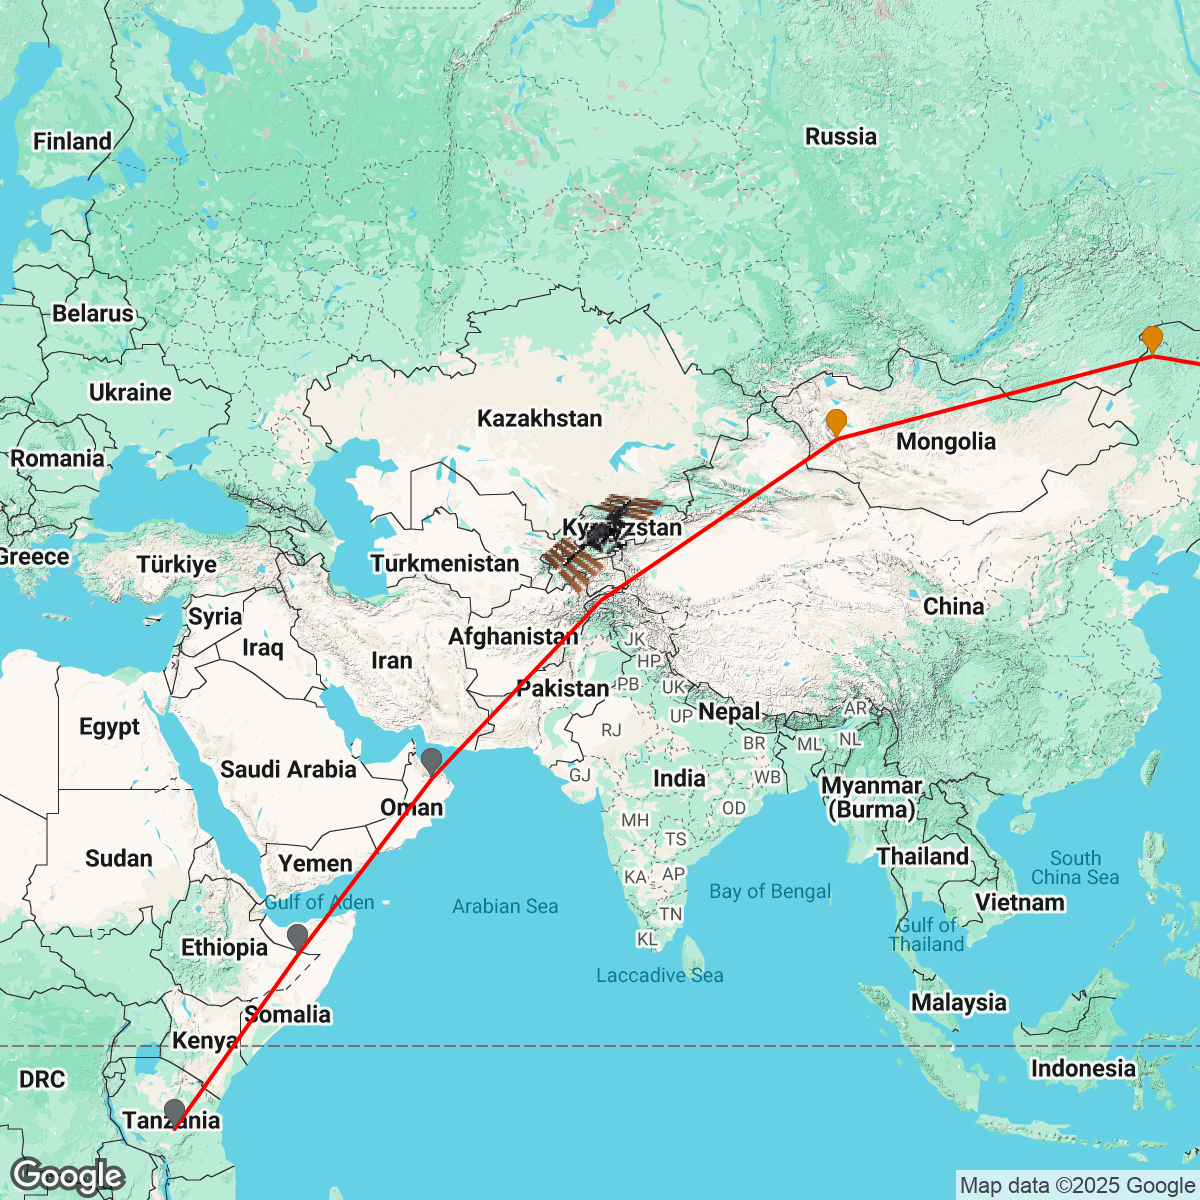 Russia
Finland
Belarus
Ukraine
Kazakhstan
Mongolia
Romania
Kyrgyzstan
Greece
Türkiye
Turkmenistan
Syria
China
Afghanistan
JK
Iraq
Iran
HP
Pakistan
PB
UK
Nepal
AR
UP
Egypt
RJ
BR
ML
NL
Saudi Arabia
GJ
India
WB
Myanmar
(Burma)
Oman
OD
MH
TS
Sudan
Yemen
Thailand
South
China Sea
KA
AP
Gulf of Aden
Arabian Sea
Bay of Bengal
Vietnam
TN
Gulf of
Thailand
KL
Ethiopia
Laccadive Sea
Malaysia
Somalia
Kenya
Indonesia
DRC
Tanzania
Google
Map data ©2025 Google